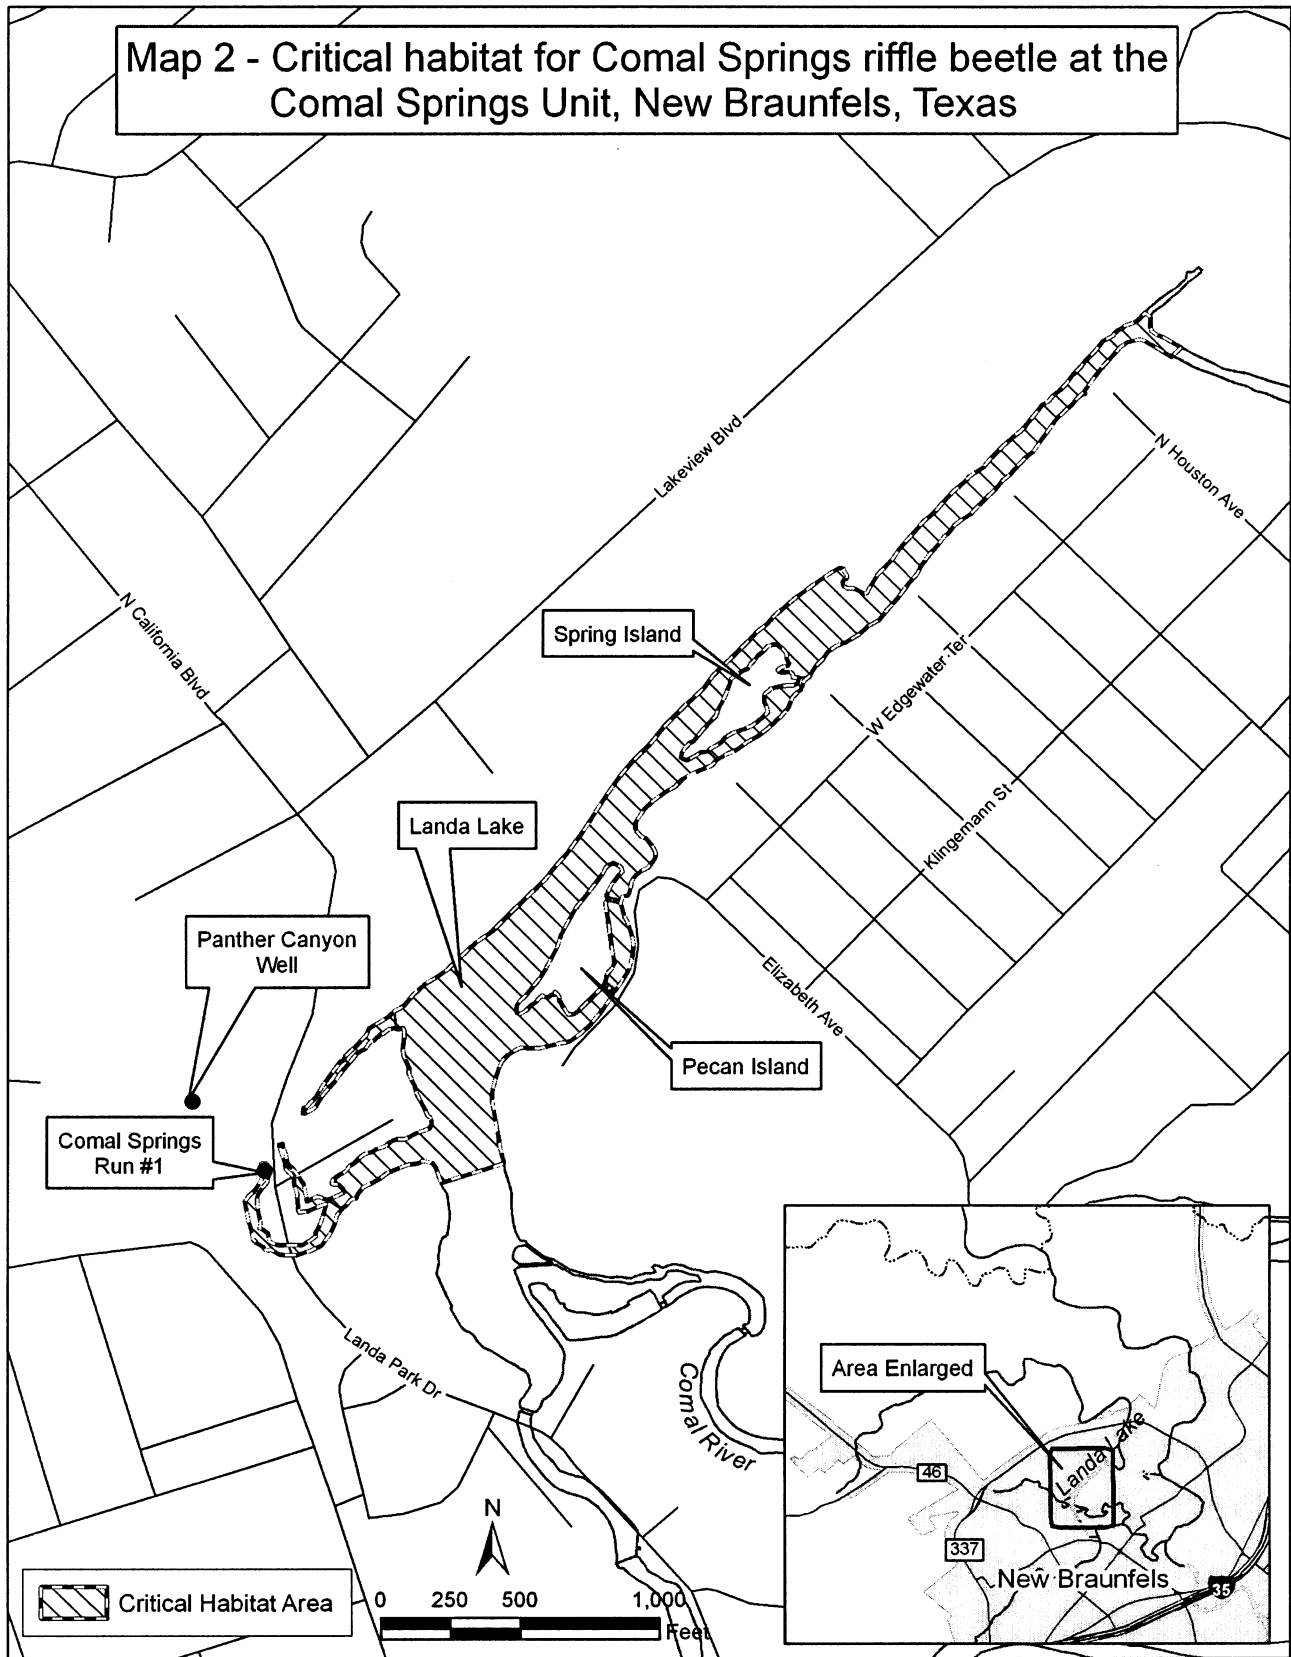 Map 2 - Critical habitat for Comal Springs riffle beetle at the
Comal Springs Unit, New Braunfels, Texas
Lakeview Blvd
N Houston Ave
N California Blvd
Spring Island
W Edgewater Ter
Klingemann St
Landa Lake
Panther Canyon
Well
Elizabeth Ave
Pecan Island
Comal Springs
Run #1
Landa Park Dr
Comal River
Area Enlarged
Landa Lake
46
337
New Braunfels
35
N
Critical Habitat Area
0 250 500 1,000
Feet